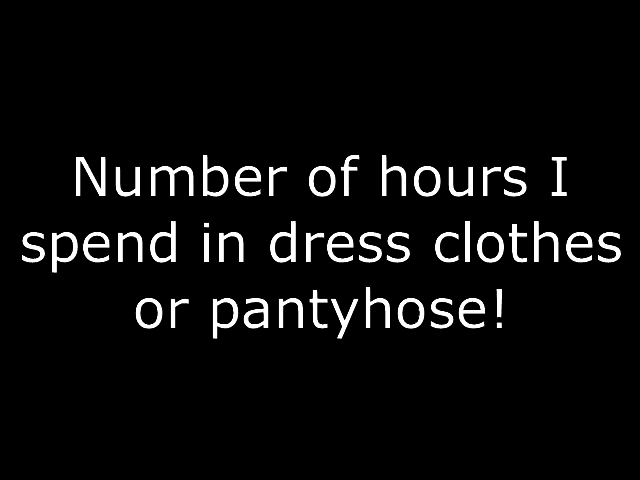 Number of hours I
spend in dress clothes
or pantyhose!